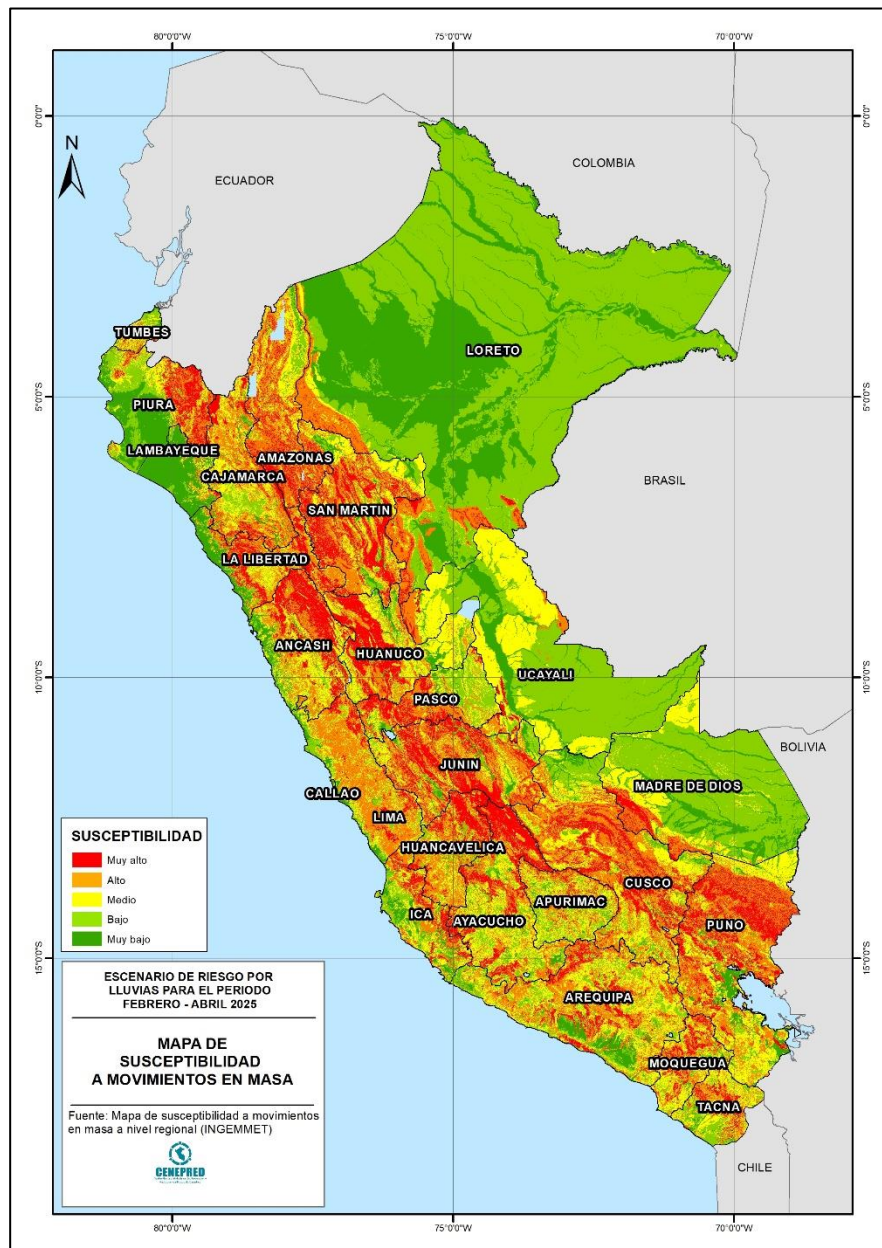 80°0'0"W
75°0'0"W
70°0'0"W
0°0'0"
0°0'0"
N
COLOMBIA
ECUADOR
TUMBES
LORETO
5°0'0"S
5°0'0"S
PIURA
LAMBAYEQUE
AMAZONAS
CAJAMARCA
BRASIL
SAN MARTIN
LA LIBERTAD
ANCASH
HUANUCO
10°0'0"S
10°0'0"S
UCAYALI
PASCO
BOLIVIA
JUNIN
MADRE DE DIOS
CALLAO
LIMA
SUSCEPTIBILIDAD
Muy alto
Alto
Medio
Bajo
Muy bajo
HUANCAVELICA
CUSCO
APURIMAC
ICA
AYACUCHO
PUNO
15°0'0"S
15°0'0"S
AREQUIPA
MOQUEGUA
TACNA
CHILE
ESCENARIO DE RIESGO POR
LLUVIAS PARA EL PERIODO
FEBRERO - ABRIL 2025
MAPA DE
SUSCEPTIBILIDAD
A MOVIMIENTOS EN MASA
Fuente: Mapa de susceptibilidad a movimientos
en masa a nivel regional (INGEMMET)
CENEPRED
80°0'0"W
75°0'0"W
70°0'0"W